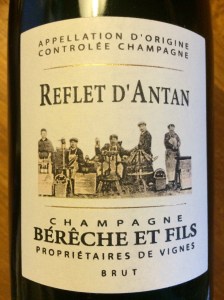 APPELLATION D'ORIGINE
CONTROLÉE CHAMPAGNE
REFLET D'ANTAN
CHAMPAGNE
BÉRÊCHE ET FILS
PROPRIÉTAIRES DE VIGNES
BRUT